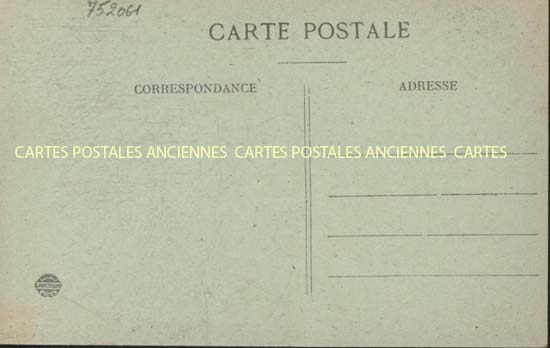 752061
CARTE POSTALE
CORRESPONDANCE
ADRESSE
CARTES POSTALES ANCIENNES CARTES POSTALES ANCIENNES CARTES